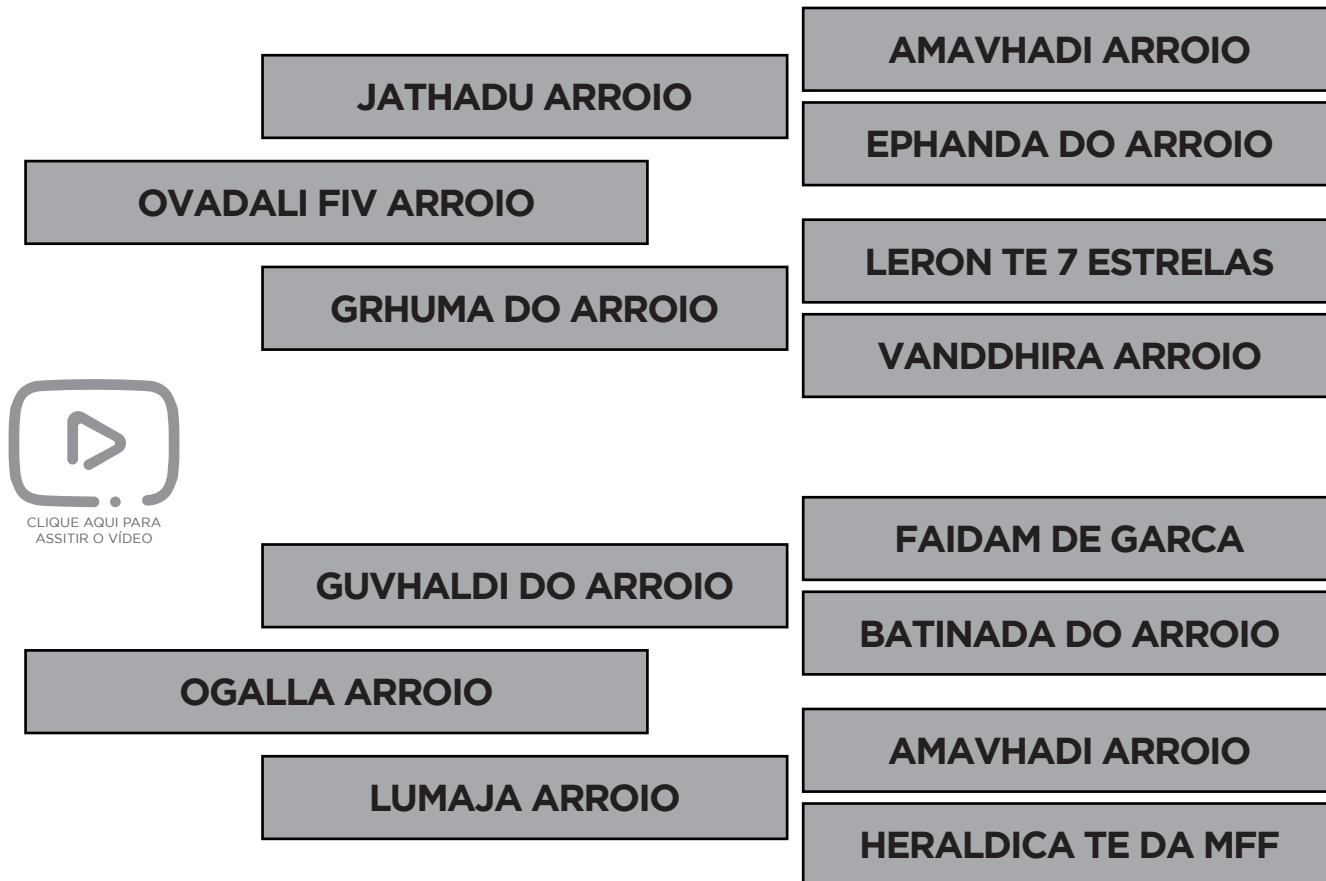 AMAVHADI ARROIO
JATHADU ARROIO
EPHANDA DO ARROIO
OVADALI FIV ARROIO
LERON TE 7 ESTRELAS
GRHUMA DO ARROIO
VANDDHIRA ARROIO
CLIQUE AQUI PARA
ASSITIR O VÍDEO
FAIDAM DE GARCA
GUVHALDI DO ARROIO
BATINADA DO ARROIO
OGALLA ARROIO
AMAVHADI ARROIO
LUMAJA ARROIO
HERALDICA TE DA MFF